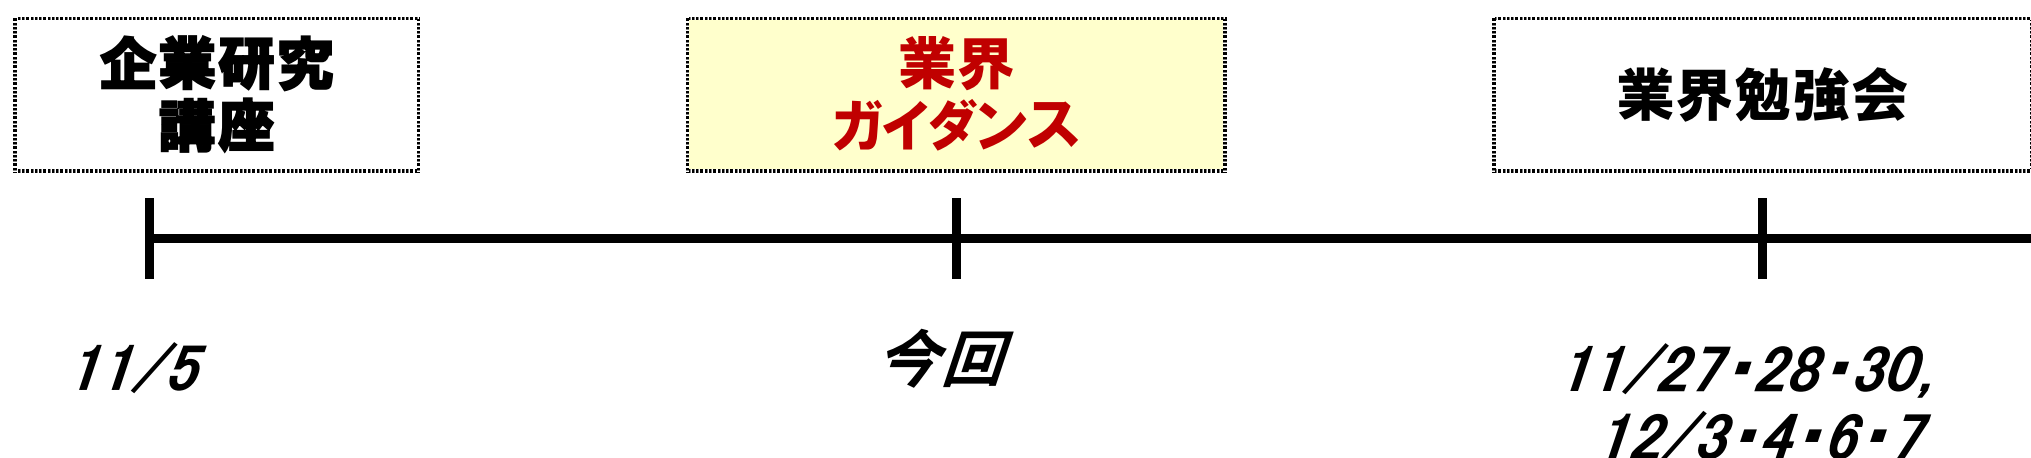 企業研究
講座
業界
ガイダンス
業界勉強会
11/5
今回
11/27・28・30,
12/3・4・6・7